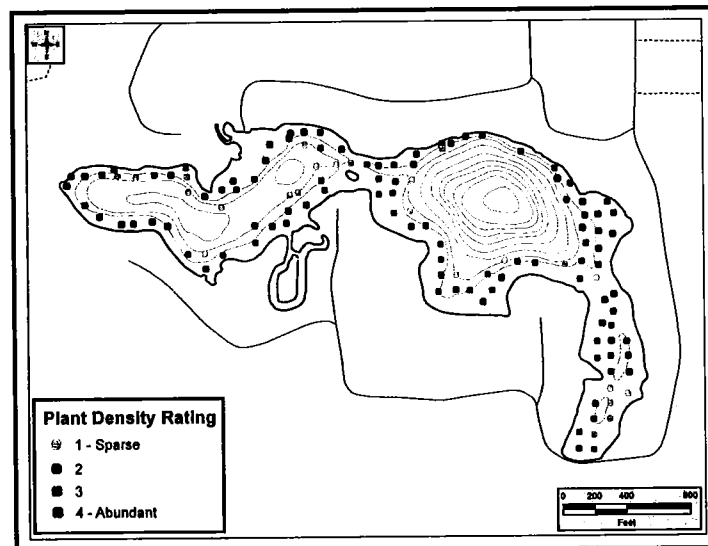 Plant Density Rating
1 - Sparse
2
3
4 - Abundant
0 200 400 800
Feet